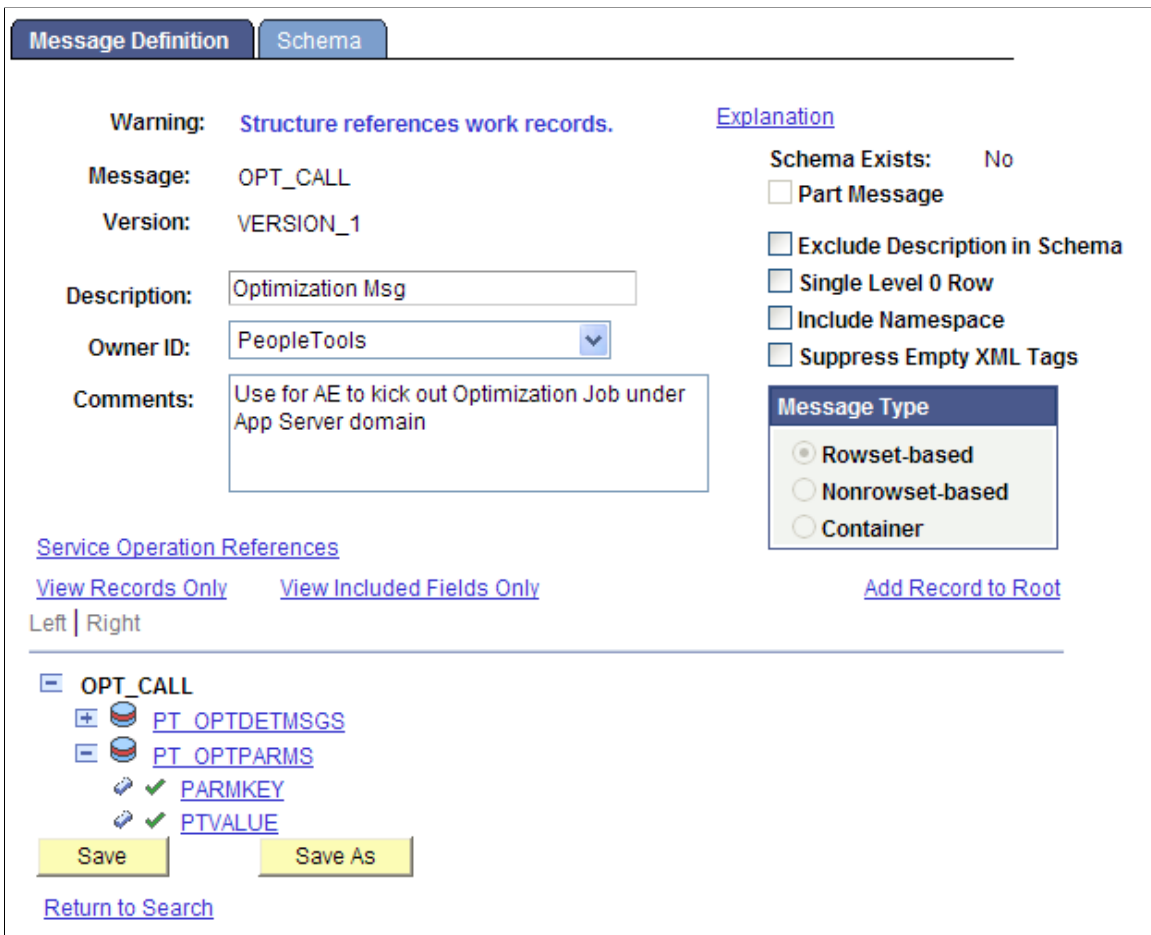 Message Definition
Schema
Warning: Structure references work records.
Explanation
Schema Exists: No
Message: OPT_CALL
Part Message
Version: VERSION_1
Exclude Description in Schema
Description: Optimization Msg
Single Level 0 Row
Include Namespace
Owner ID: PeopleTools
Suppress Empty XML Tags
Comments: Use for AE to kick out Optimization Job under
App Server domain
Message Type
Rowset-based
Nonrowset-based
Container
Service Operation References
View Records Only
View Included Fields Only
Add Record to Root
Left | Right
OPT_CALL
PT_OPTDETMSGS
PT_OPTPARMS
PARMKEY
PTVALUE
Save
Save As
Return to Search